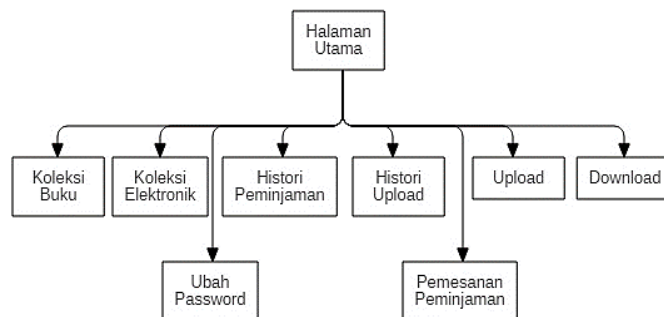 Halaman
Utama
Koleksi
Buku
Koleksi
Elektronik
Histori
Peminjaman
Histori
Upload
Upload
Download
Ubah
Password
Pemesanan
Peminjaman